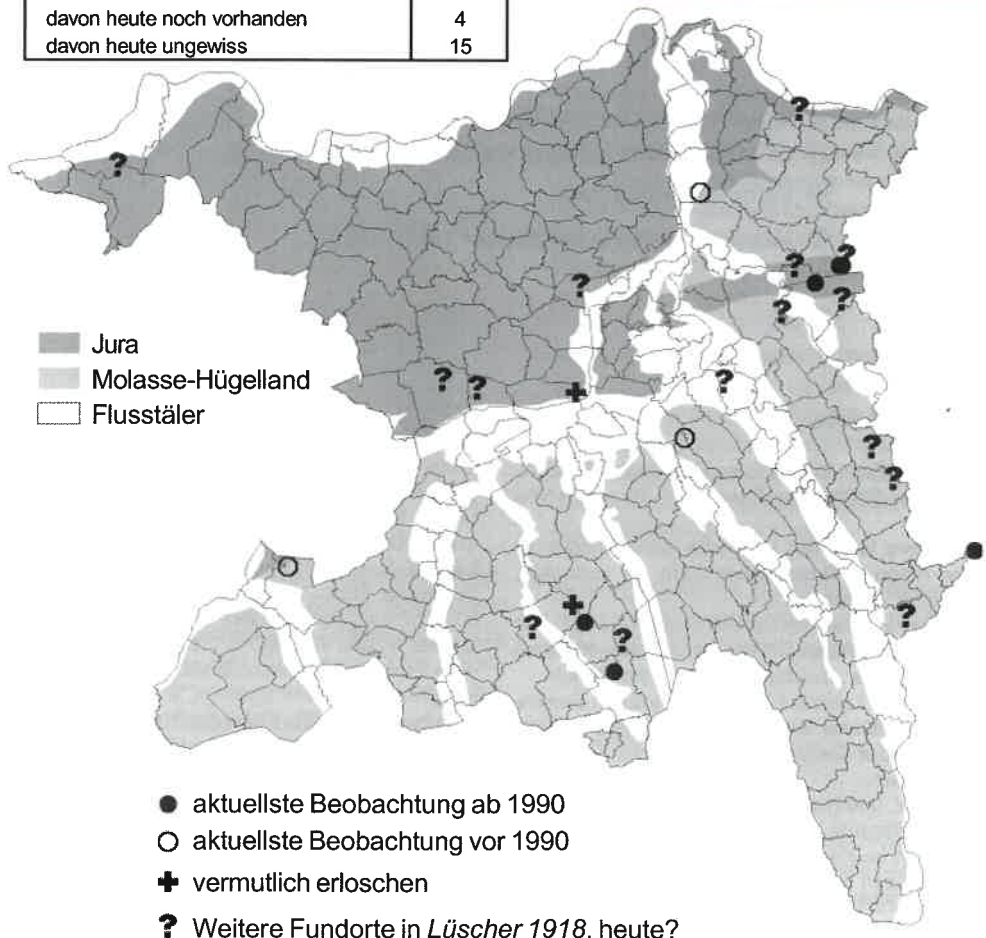 davon heute noch vorhanden 4
davon heute ungewiss 15
Jura
Molasse-Hügelland
Flusstäler
? ? ? ? ? ? ? ? ? ? ? ? ? ? ?
aktuellste Beobachtung ab 1990
aktuellste Beobachtung vor 1990
vermutlich erloschen
? Weitere Fundorte in Lüscher 1918, heute?